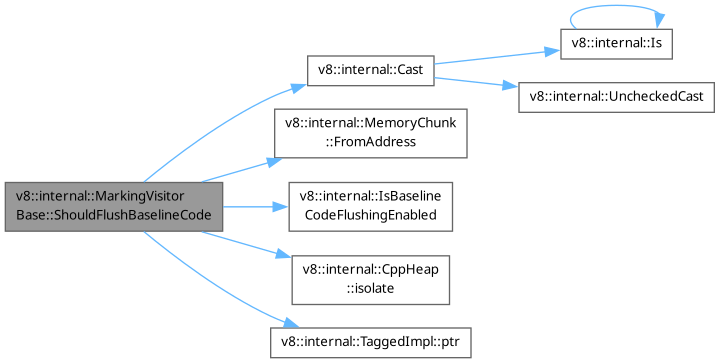 v8::internal::MarkingVisitor
Base::ShouldFlushBaselineCode
v8::internal::Cast
v8::internal::Is
v8::internal::UncheckedCast
v8::internal::MemoryChunk
::FromAddress
v8::internal::IsBaseline
CodeFlushingEnabled
v8::internal::CppHeap
::isolate
v8::internal::TaggedImpl::ptr